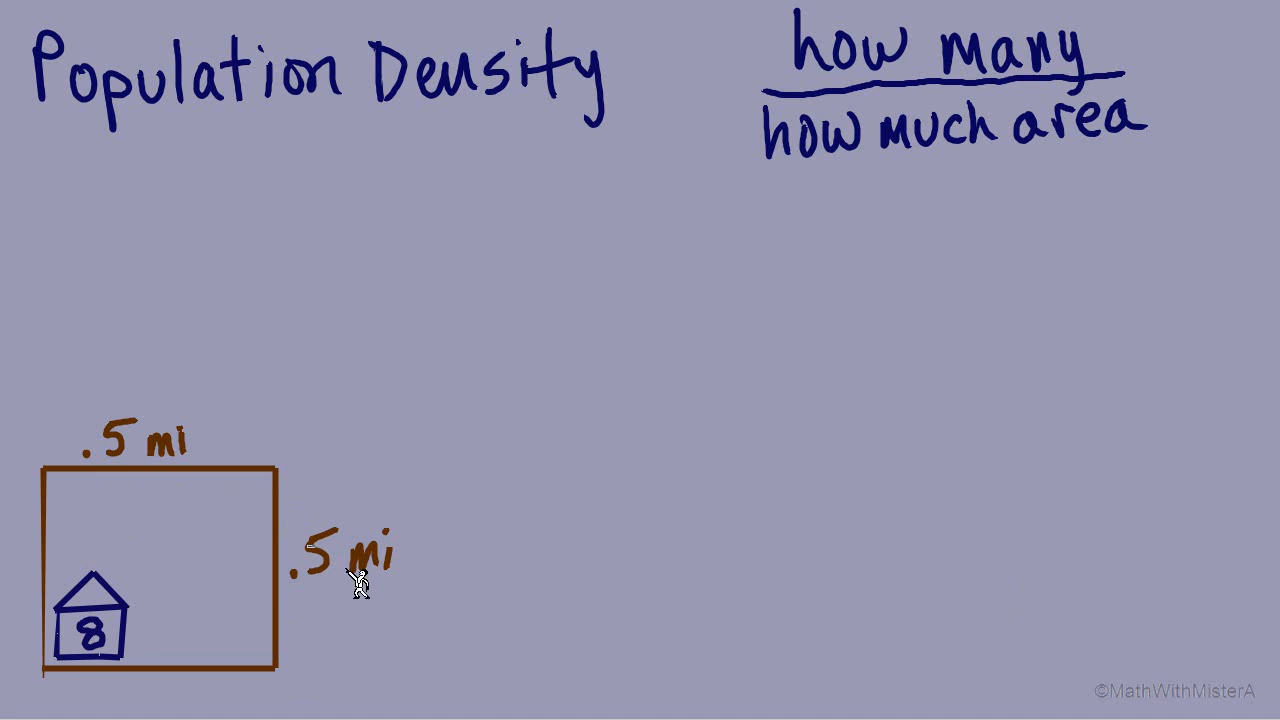 Population Density
how many
how much area
.5 mi
.5 mi
8
©MathWithMisterA